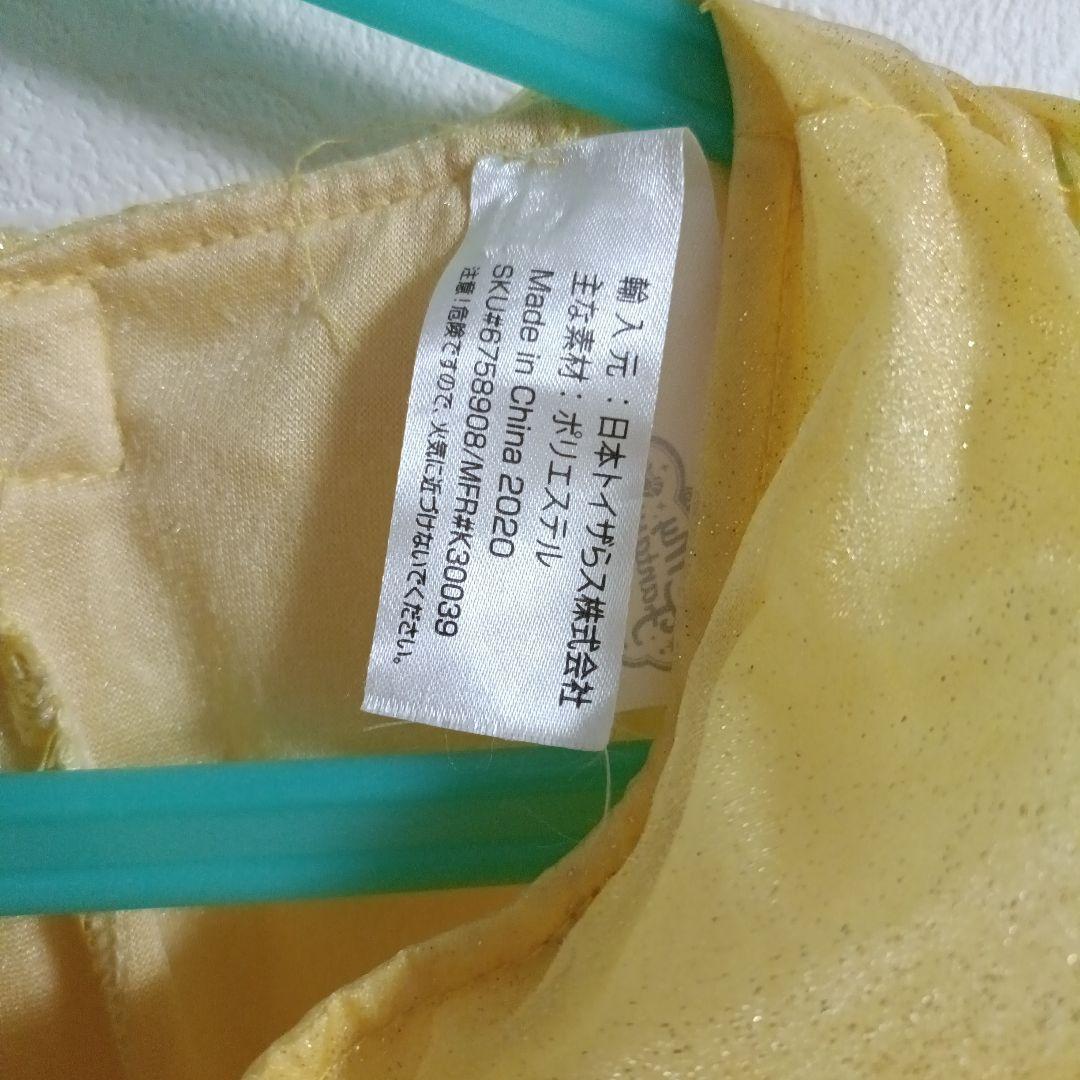 輸入元：日本トイザらス株式会社
主な素材：ポリエステル
Made in China 2020
SKU#6758908/MFR#K30039
注意！危険ですので、火気に近づけないでください。